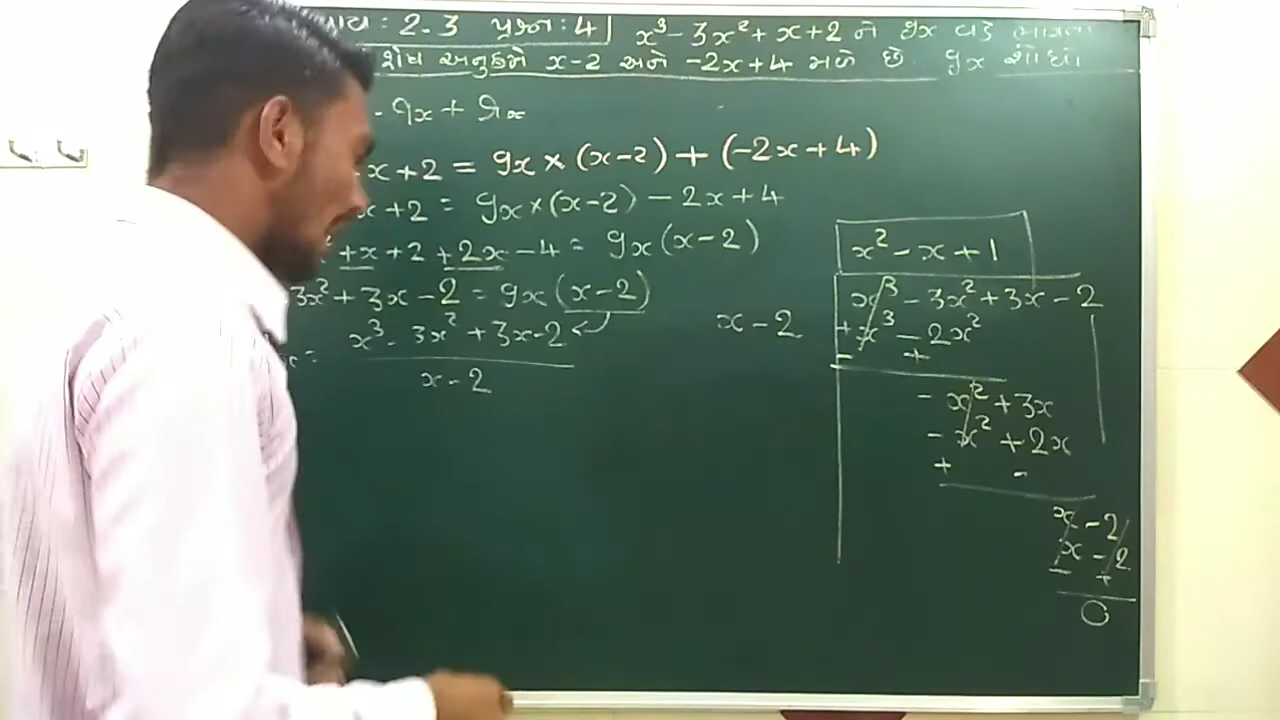 : 2.3 પ્રશ્ન : 4 | x³ - 3x² + x + 2 ને gx વડે
શેષ અનુક્રમે x-2 અને -2x+4 મળે છે. gx શોધો
x + 2 = gx × (x-2) + (-2x+4)
x + 2 = gx × (x-2) - 2x + 4
+x + 2 + 2x - 4 = gx (x-2)
3x² + 3x - 2 = gx (x-2)
x³ - 3x² + 3x - 2
x - 2
x² - x + 1
x - 2 x³ - 3x² + 3x - 2
+ x³ - 2x²
- +
- x² + 3x
- x² + 2x
+ -
x - 2
x - 2
- +
0